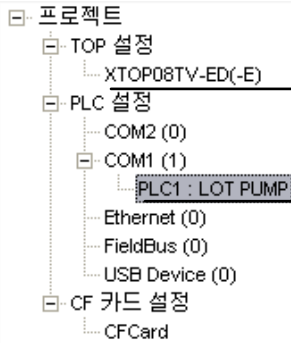 프로젝트
TOP 설정
XTOP08TV-ED(-E)
PLC 설정
COM2 (0)
COM1 (1)
PLC1 : LOT PUMP
Ethernet (0)
FieldBus (0)
USB Device (0)
CF 카드 설정
CFCard